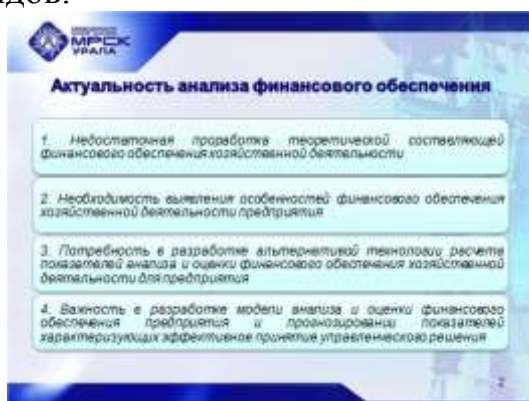 дов.
МРСК
УРАЛА
Актуальность анализа финансового обеспечения
1. Недостаточная проработка теоретической составляющей
финансового обеспечения хозяйственной деятельности
2. Необходимость выявления особенностей финансового обеспечения
хозяйственной деятельности предприятия
3. Потребность в разработке альтернативой технологии расчета
показателей анализа и оценки финансового обеспечения хозяйственной
деятельности для предприятия
4. Важность в разработке модели анализа и оценки финансового
обеспечения предприятия и прогнозировании показателей
характеризующих эффективное принятие управленческого решения
2